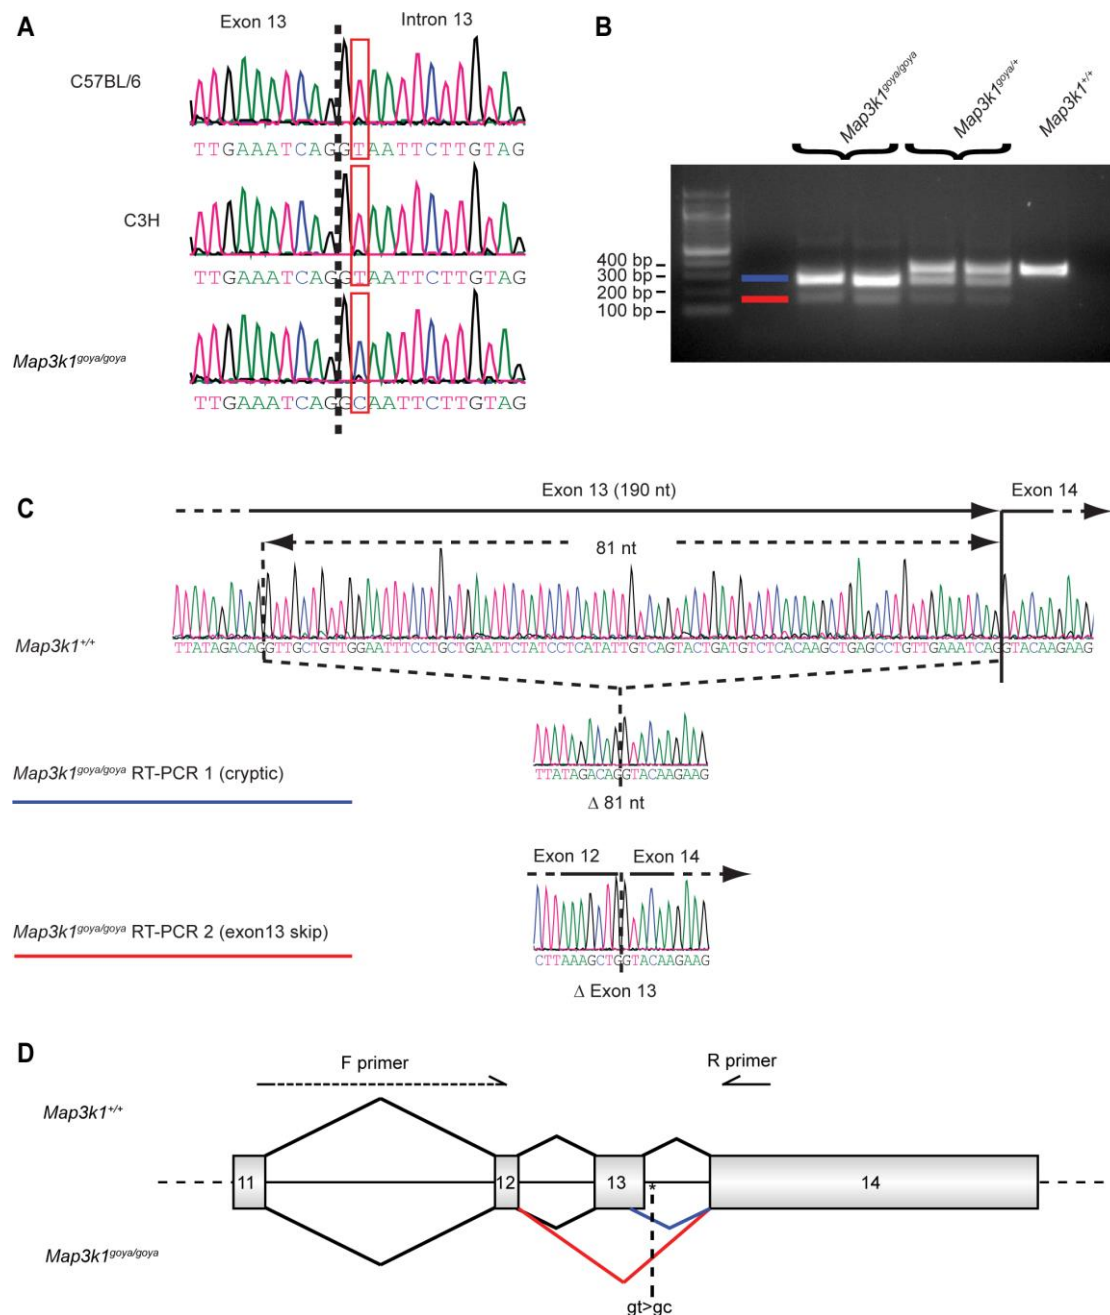 A
Exon 13
Intron 13
C57BL/6
TTGAAATCAGGTAATTCTTGTAG
C3H
TTGAAATCAGGTAATTCTTGTAG
Map3k1goya/goya
TTGAAATCAGGCAATTCTTGTAG
B
Map3k1goya/goya
Map3k1goya/+
Map3k1+/+
400 bp
300 bp
200 bp
100 bp
C
Exon 13 (190 nt)
Exon 14
81 nt
Map3k1+/+
TTATAGACAGGTTGCTGTTGGAATTTCCTGCTGAATTCTATCCTCATATTGTCAGTACTGATGTCTCACAAGCTGAGCCTGTTGAAATCAGGTACAAGAAG
Map3k1goya/goya RT-PCR 1 (cryptic)
TTATAGACAGGTACAAGAAG
Δ 81 nt
Exon 12
Exon 14
Map3k1goya/goya RT-PCR 2 (exon13 skip)
CTTAAAGCTGGTACAAGAAG
Δ Exon 13
D
F primer
R primer
Map3k1+/+
11
12
13
*
14
Map3k1goya/goya
gt>gc